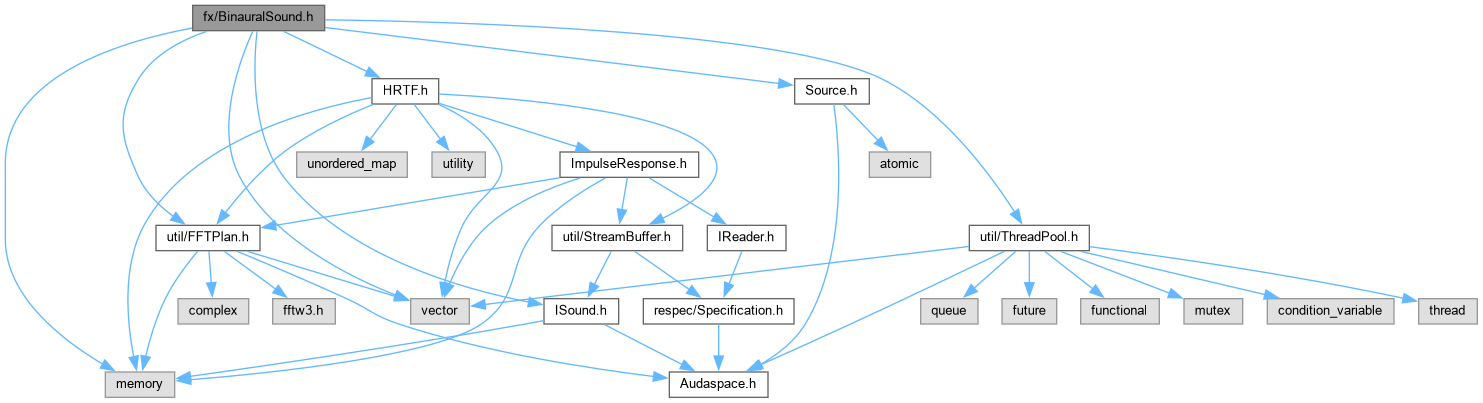 fx/BinauralSound.h
HRTF.h
Source.h
unordered_map
utility
ImpulseResponse.h
atomic
util/FFTPlan.h
util/StreamBuffer.h
IReader.h
util/ThreadPool.h
complex
fftw3.h
vector
ISound.h
respec/Specification.h
queue
future
functional
mutex
condition_variable
thread
memory
Audaspace.h